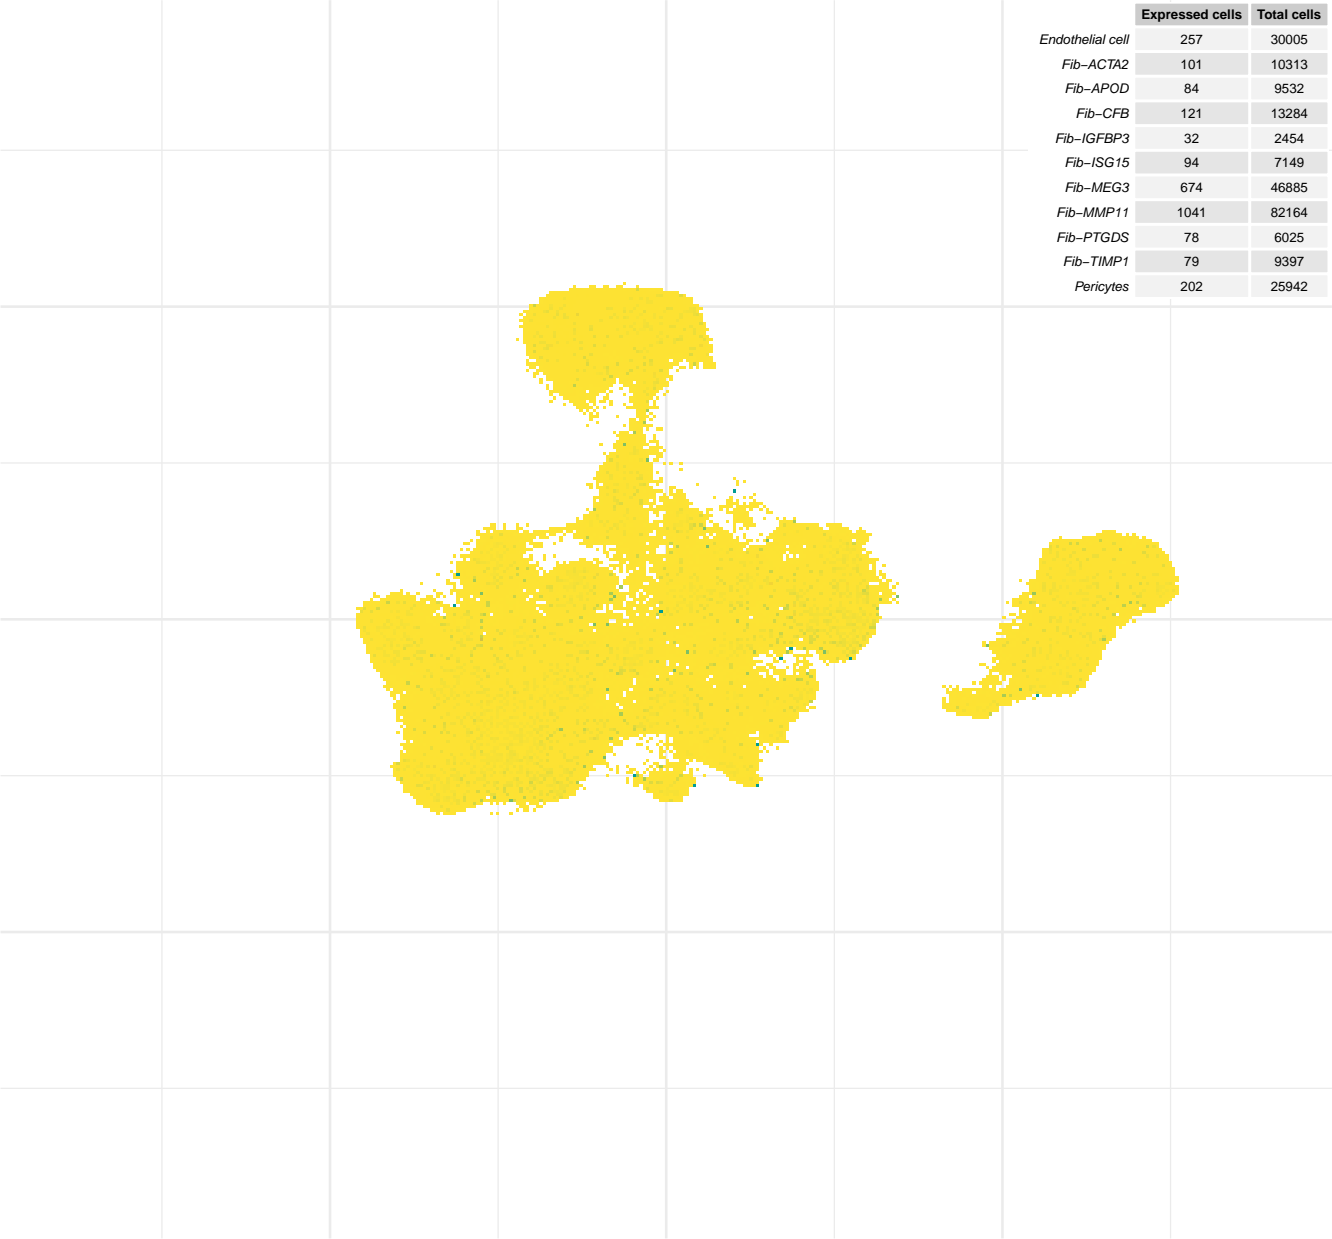 Expressed cells Total cells
Endothelial cell 257 30005
Fib−ACTA2 101 10313
Fib−APOD 84 9532
Fib−CFB 121 13284
Fib−IGFBP3 32 2454
Fib−ISG15 94 7149
Fib−MEG3 674 46885
Fib−MMP11 1041 82164
Fib−PTGDS 78 6025
Fib−TIMP1 79 9397
Pericytes 202 25942